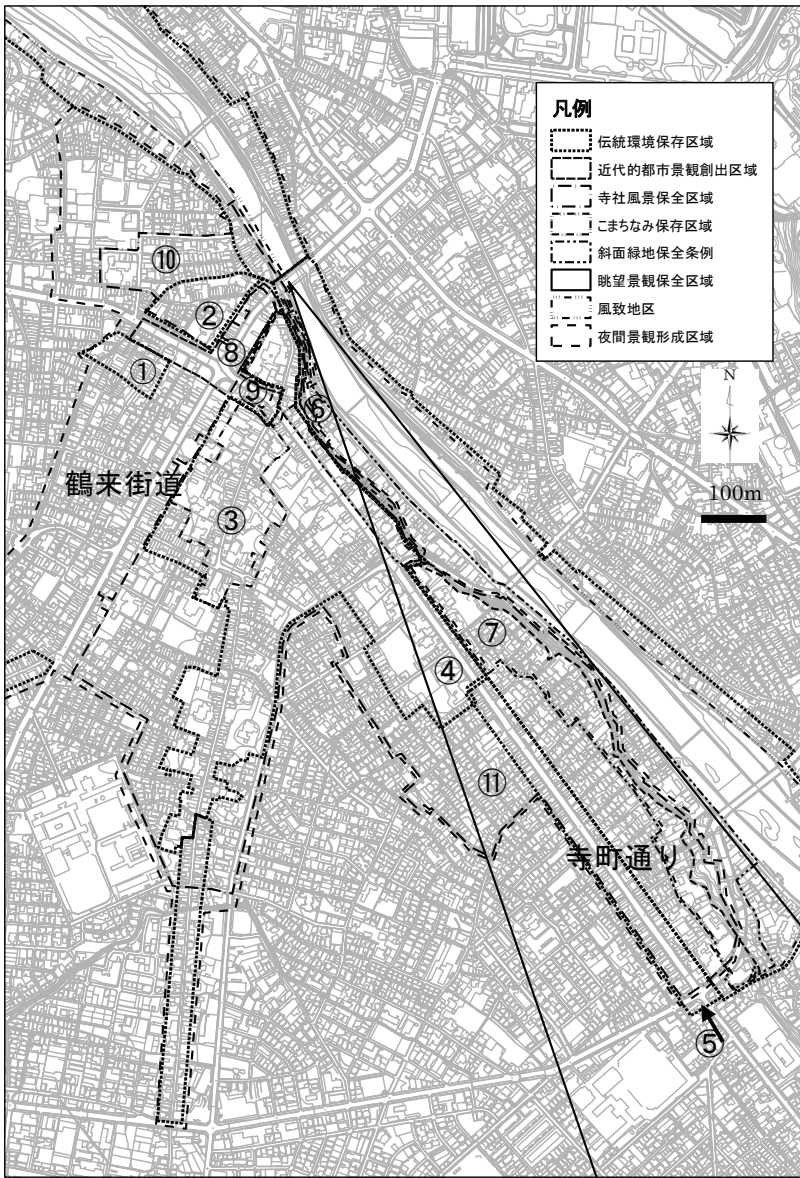 凡例
伝統環境保存区域
近代的都市景観創出区域
寺社風景保全区域
こまちなみ保存区域
斜面緑地保全条例
眺望景観保全区域
風致地区
夜間景観形成区域
N
100m
⑩
②
①
⑧
⑨
⑥
鶴来街道
③
⑦
④
⑪
寺町通り
⑤